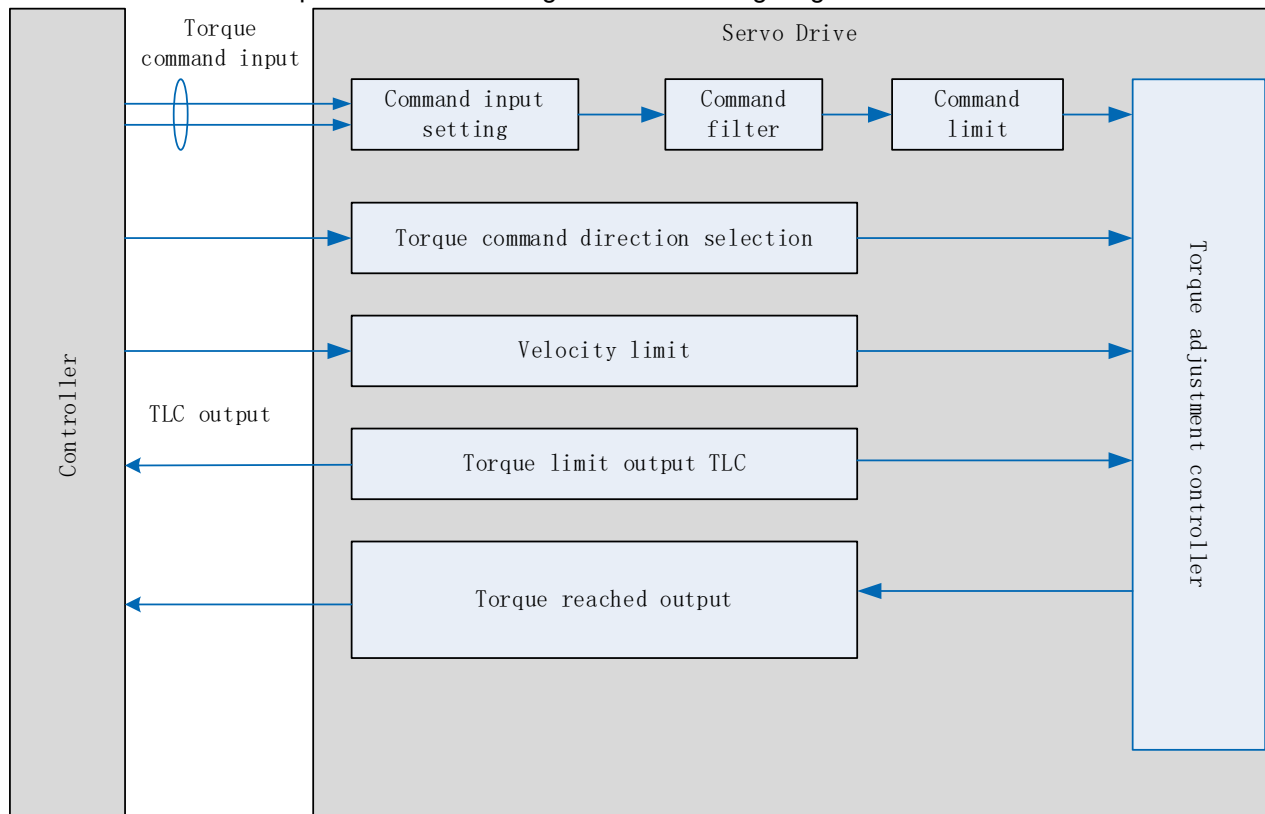 Torque
command input
Servo Drive
Command input
setting
Command
filter
Command
limit
Torque command direction selection
Velocity limit
TLC output
Torque limit output TLC
Torque reached output
Controller
Torque adjustment controller